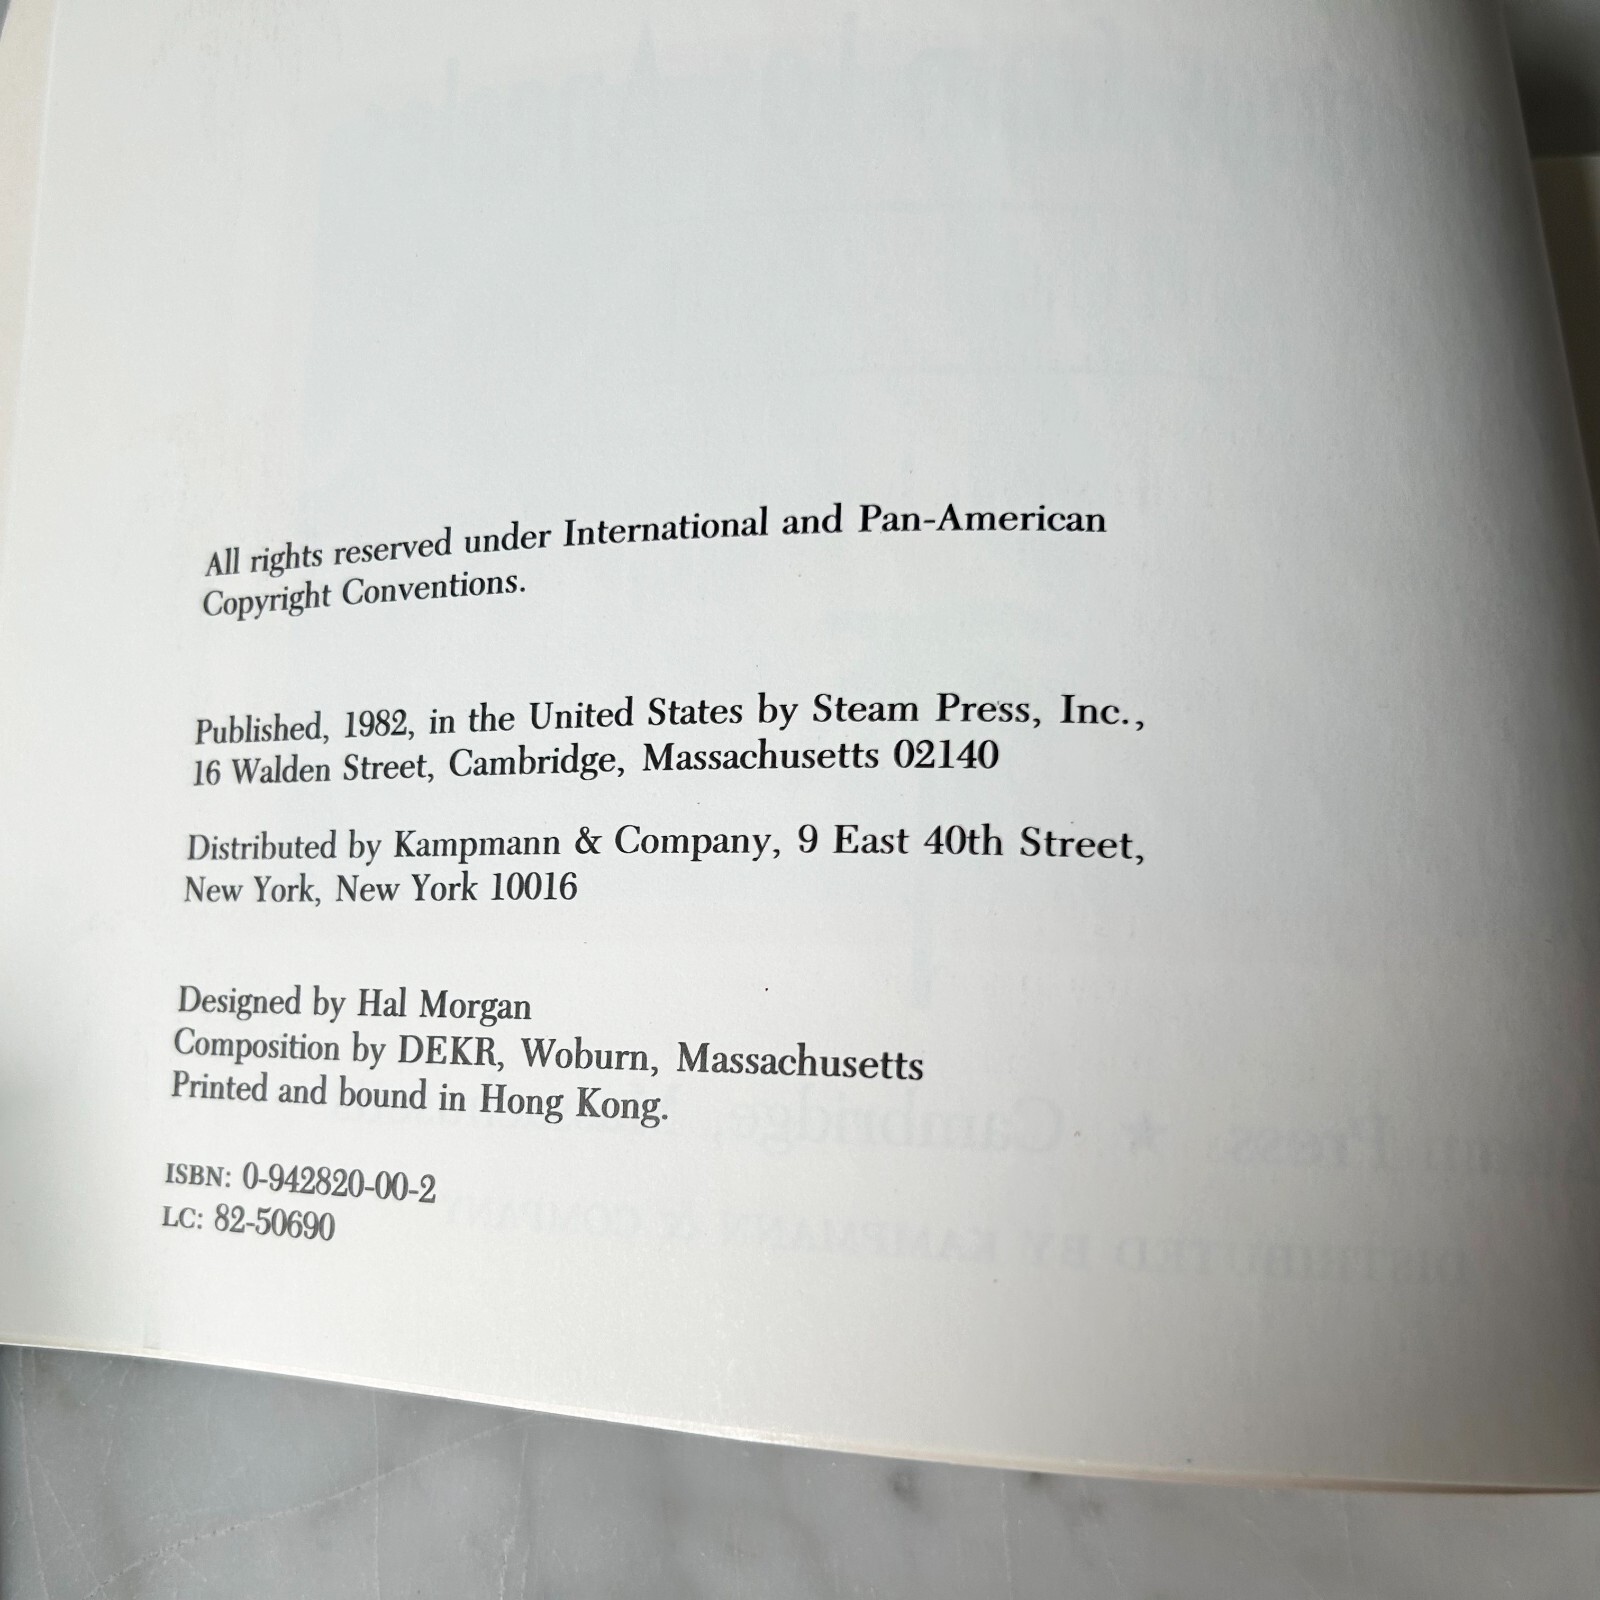 All rights reserved under International and Pan-American
Copyright Conventions.
Published, 1982, in the United States by Steam Press, Inc.,
16 Walden Street, Cambridge, Massachusetts 02140
Distributed by Kampmann & Company, 9 East 40th Street,
New York, New York 10016
Designed by Hal Morgan
Composition by DEKR, Woburn, Massachusetts
Printed and bound in Hong Kong.
ISBN: 0-942820-00-2
LC: 82-50690